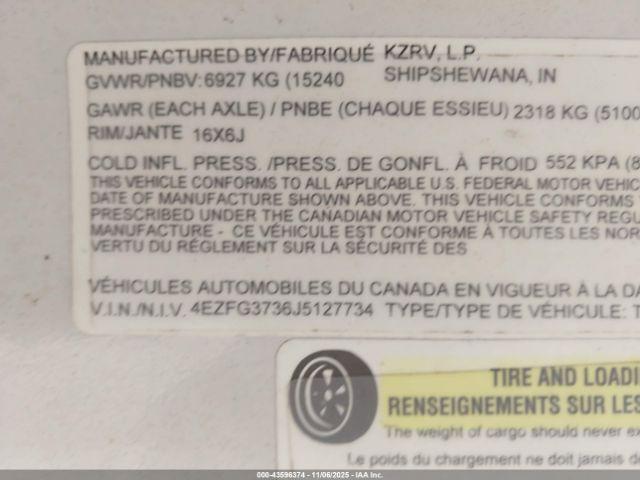 MANUFACTURED BY/FABRIQUÉ KZRV, L.P.
GVWR/PNBV: 6927 KG (15240 SHIPSHEWANA, IN
GAWR (EACH AXLE) / PNBE (CHAQUE ESSIEU) 2318 KG (5100
RIM/JANTE 16X6J
COLD INFL. PRESS. /PRESS. DE GONFL. À FROID 552 KPA (8
THIS VEHICLE CONFORMS TO ALL APPLICABLE U.S. FEDERAL MOTOR VEHIC
DATE OF MANUFACTURE SHOWN ABOVE. THIS VEHICLE CONFORMS
PRESCRIBED UNDER THE CANADIAN MOTOR VEHICLE SAFETY REGU
MANUFACTURE - CE VÉHICULE EST CONFORME À TOUTES LES NOR
VERTU DU RÉGLEMENT SUR LA SÉCURITÉ DES
VÉHICULES AUTOMOBILES DU CANADA EN VIGUEUR À LA DA
V.I.N./N.I.V. 4EZFG3736J5127734 TYPE/TYPE DE VÉHICULE: T
TIRE AND LOADI
RENSEIGNEMENTS SUR LES
The weight of cargo should never ex
Le poids du chargement ne doit jamais d
000-43596374 - 11/06/2025 - IAA Inc.